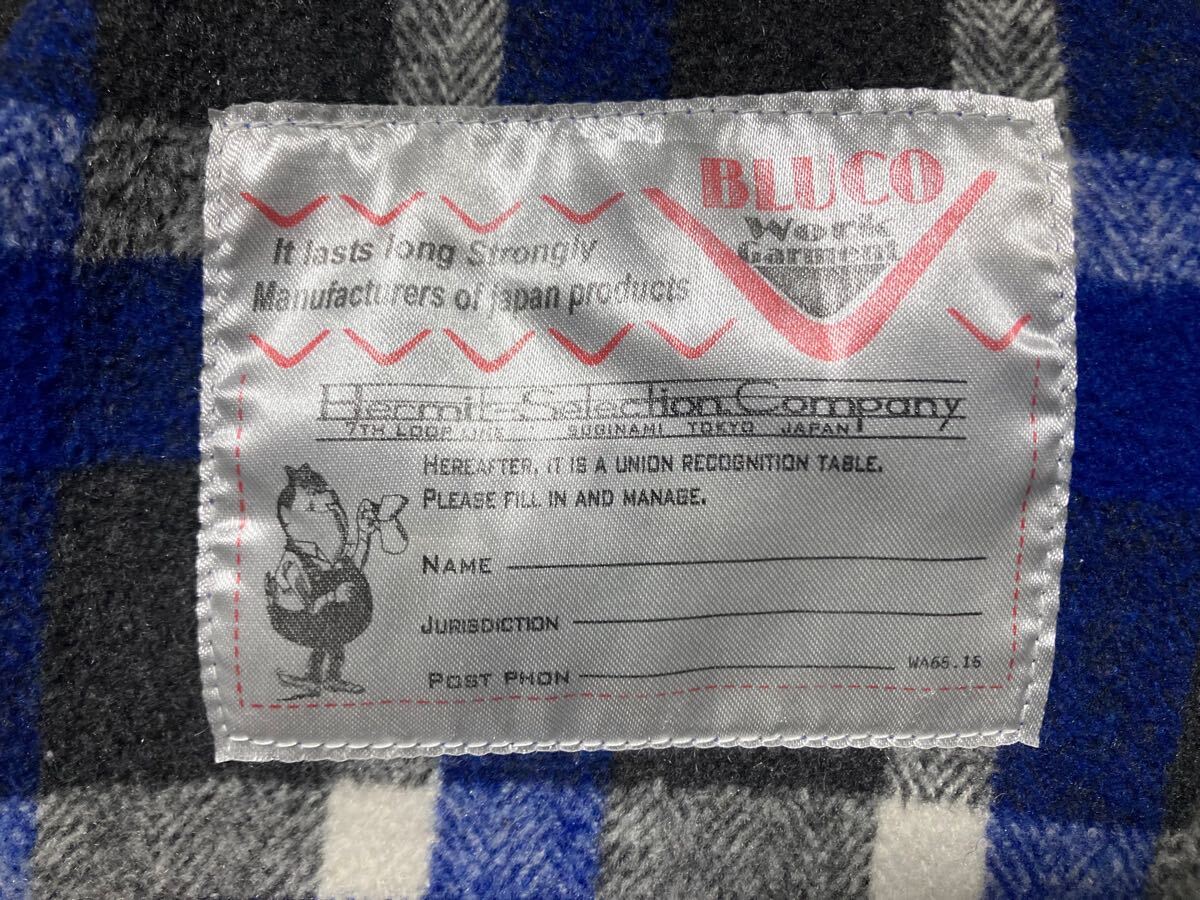 BLUCO
Work
Garment
It lasts long Strongly
Manufacturers of japan products
Hermit Selection Company
7TH LOOP LINE SUGINAMI TOKYO JAPAN
HEREAFTER, IT IS A UNION RECOGNITION TABLE.
PLEASE FILL IN AND MANAGE.
NAME
JURISDICTION
POST PHON
WA65.15